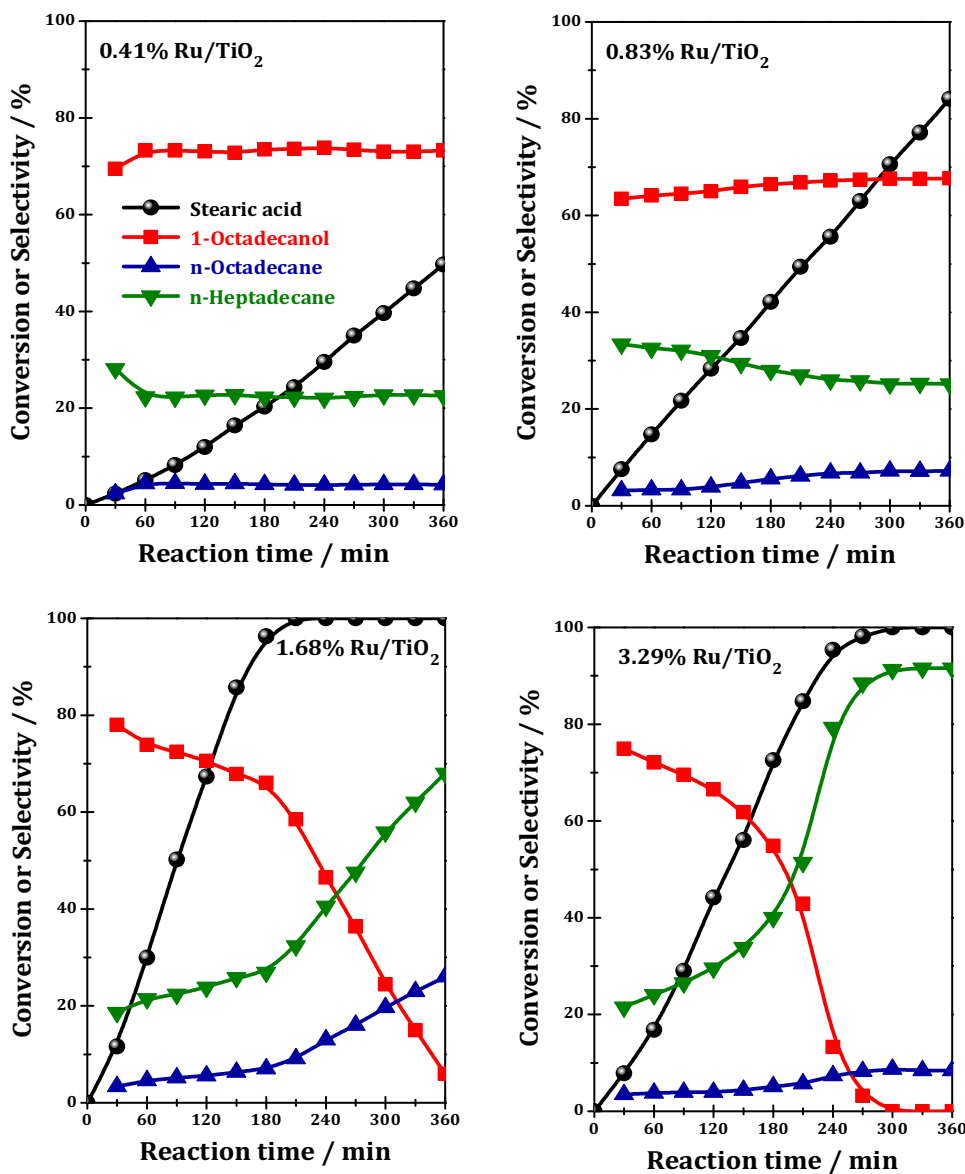 0.41% Ru/TiO2
Conversion or Selectivity / %
100
80
60
40
20
0
Stearic acid
1-Octadecanol
n-Octadecane
n-Heptadecane
0 60 120 180 240 300 360
Reaction time / min
0.83% Ru/TiO2
Conversion or Selectivity / %
100
80
60
40
20
0
0 60 120 180 240 300 360
Reaction time / min
1.68% Ru/TiO2
Conversion or Selectivity / %
100
80
60
40
20
0
0 60 120 180 240 300 360
Reaction time / min
3.29% Ru/TiO2
Conversion or Selectivity / %
100
80
60
40
20
0
0 60 120 180 240 300 360
Reaction time / min